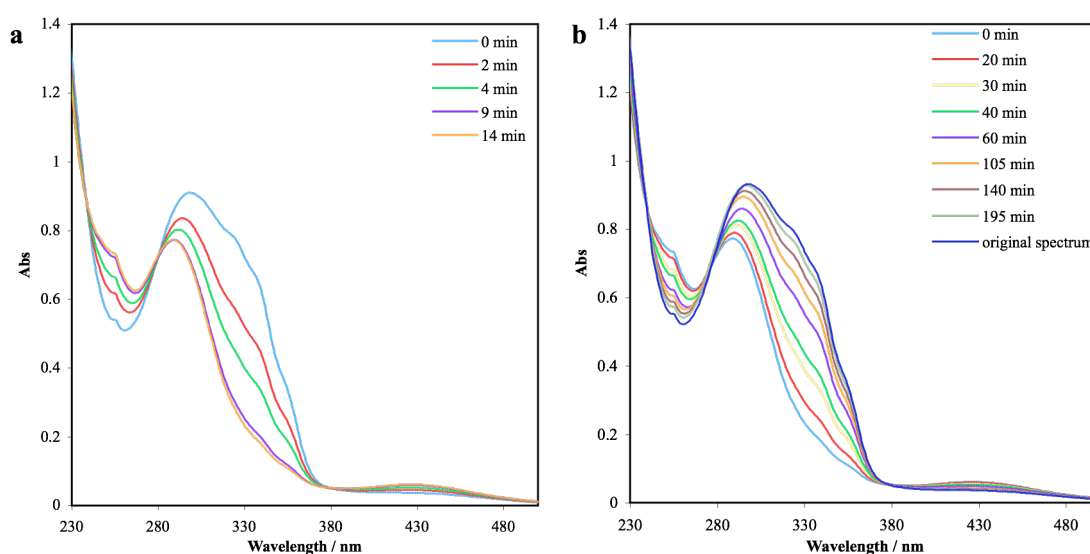 a
1.4
1.2
1
0.8
0.6
0.4
0.2
0
Abs
230
280
330
380
430
480
Wavelength / nm
0 min
2 min
4 min
9 min
14 min
b
1.4
1.2
1
0.8
0.6
0.4
0.2
0
Abs
230
280
330
380
430
480
Wavelength / nm
0 min
20 min
30 min
40 min
60 min
105 min
140 min
195 min
original spectrum